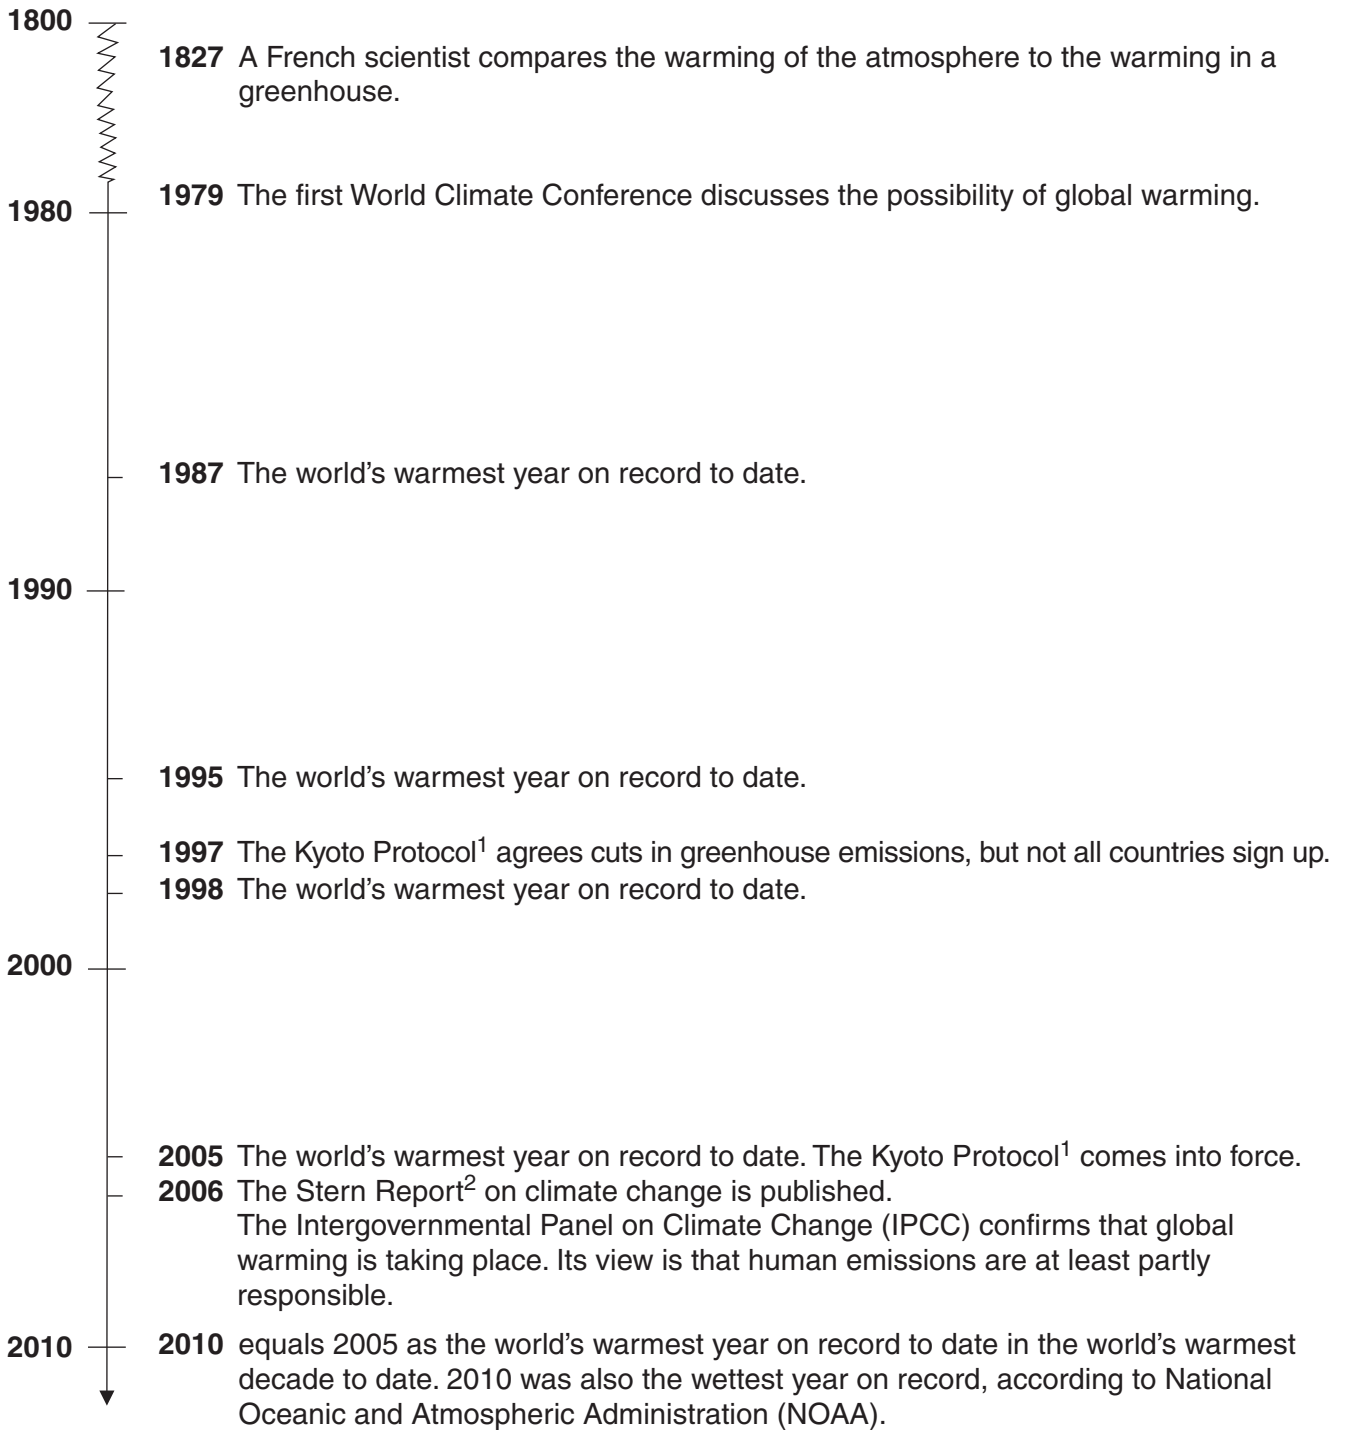 1800
1827 A French scientist compares the warming of the atmosphere to the warming in a
greenhouse.
1979 The first World Climate Conference discusses the possibility of global warming.
1980
1987 The world’s warmest year on record to date.
1990
1995 The world’s warmest year on record to date.
1997 The Kyoto Protocol¹ agrees cuts in greenhouse emissions, but not all countries sign up.
1998 The world’s warmest year on record to date.
2000
2005 The world’s warmest year on record to date. The Kyoto Protocol¹ comes into force.
2006 The Stern Report² on climate change is published.
The Intergovernmental Panel on Climate Change (IPCC) confirms that global
warming is taking place. Its view is that human emissions are at least partly
responsible.
2010 2010 equals 2005 as the world’s warmest year on record to date in the world’s warmest
decade to date. 2010 was also the wettest year on record, according to National
Oceanic and Atmospheric Administration (NOAA).